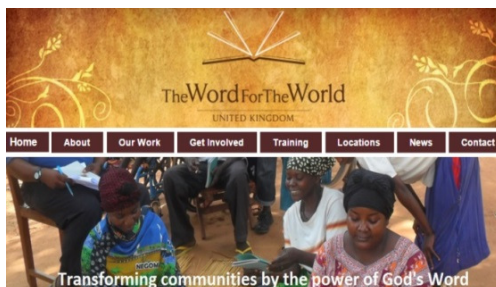 TheWordForTheWorld
UNITED KINGDOM
Home About Our Work Get Involved Training Locations News Contact
NEGOM
Transforming communities by the power of God's Word